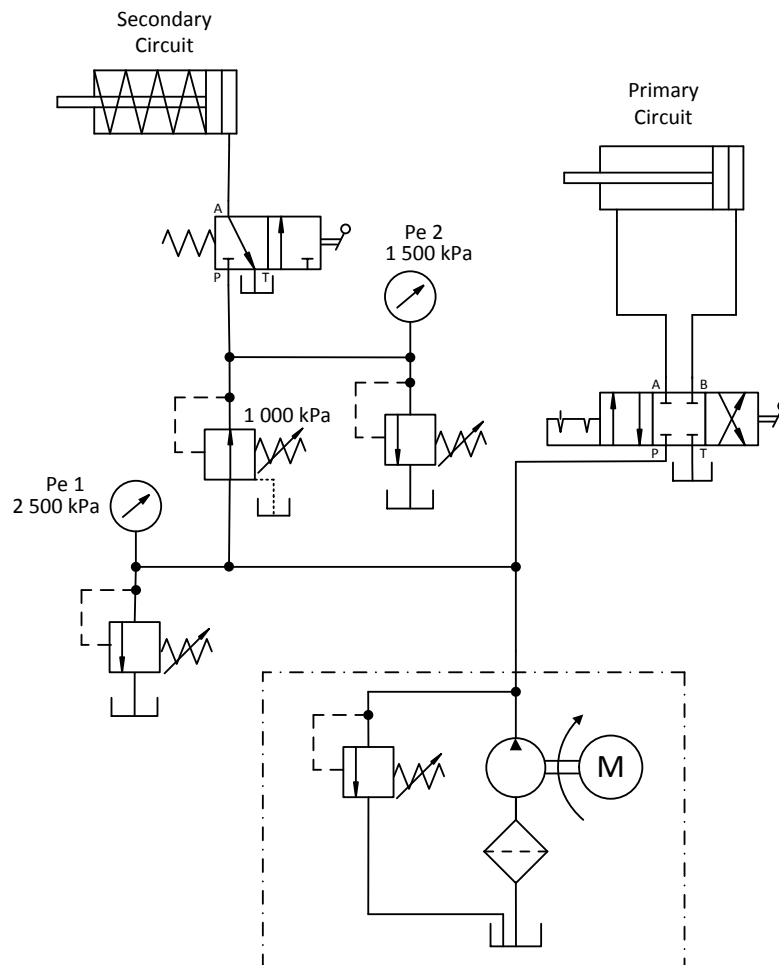 Secondary
Circuit
Primary
Circuit
A
P
T
Pe 2
1 500 kPa
A
B
P
T
1 000 kPa
Pe 1
2 500 kPa
M